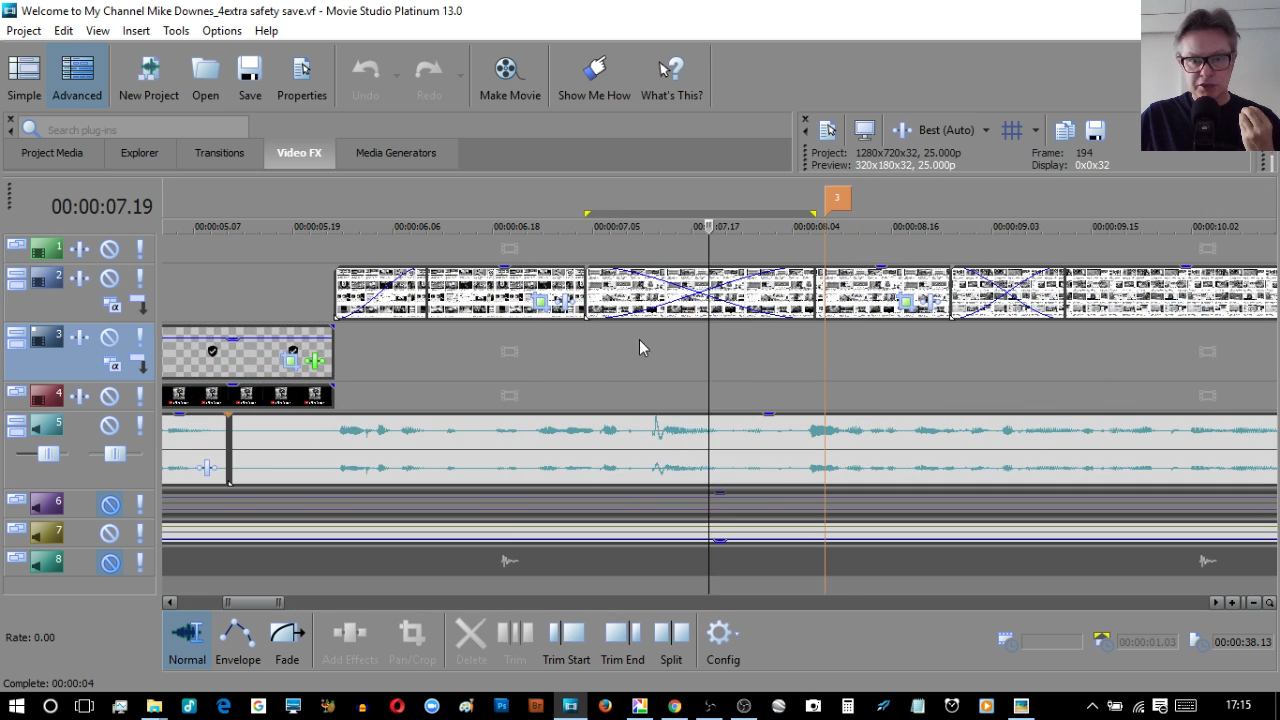 Welcome to My Channel Mike Downes_4extra safety save.vf - Movie Studio Platinum 13.0
Project Edit View Insert Tools Options Help
Simple Advanced New Project Open Save Properties Undo Redo Make Movie Show Me How What's This?
Search plug-ins
Best (Auto)
Project Media Explorer Transitions Video FX Media Generators
Project: 1280x720x32, 25.000p Frame: 194
Preview: 320x180x32, 25.000p Display: 0x0x32
3
00:00:07.19
00:00:05.07 00:00:05.19 00:00:06.06 00:00:06.18 00:00:07.05 00:00:07.17 00:00:08.04 00:00:08.16 00:00:09.03 00:00:09.15 00:00:10.02
1
2
3
4
5
6
7
8
Rate: 0.00
Normal Envelope Fade Add Effects Pan/Crop Delete Trim Trim Start Trim End Split Config
00:00:01.03 00:00:38.13
Complete: 00:00:04
17:15